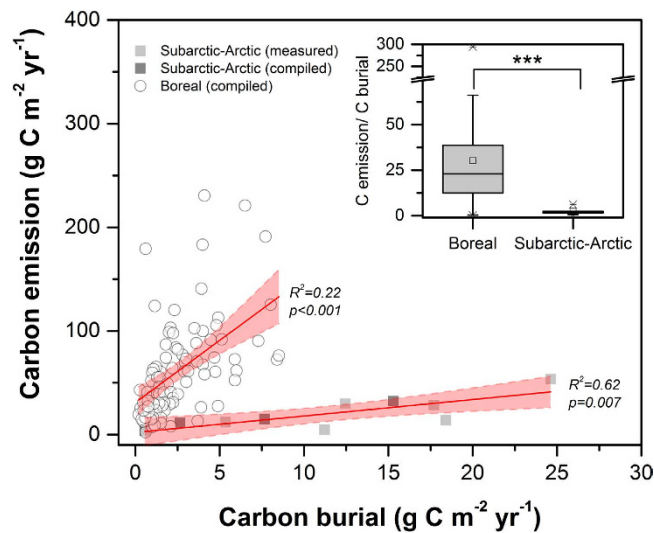 Carbon emission (g C m⁻² yr⁻¹)
400
300
200
100
0
Subarctic-Arctic (measured)
Subarctic-Arctic (compiled)
Boreal (compiled)
C emission/ C burial
300
250
50
25
0
***
Boreal Subarctic-Arctic
R²=0.22
p<0.001
R²=0.62
p=0.007
0 5 10 15 20 25 30
Carbon burial (g C m⁻² yr⁻¹)